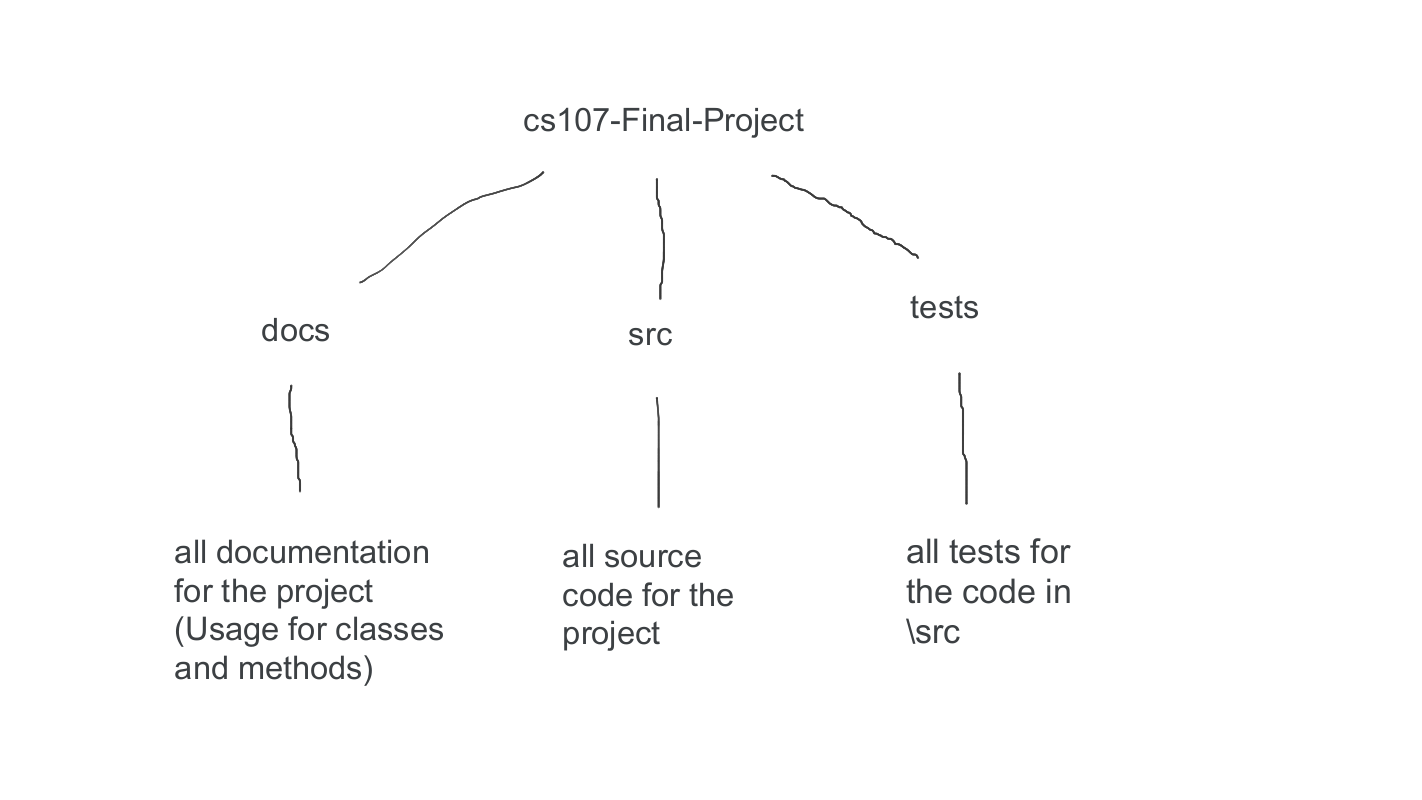 cs107-Final-Project
docs
src
tests
all documentation
for the project
(Usage for classes
and methods)
all source
code for the
project
all tests for
the code in
\src